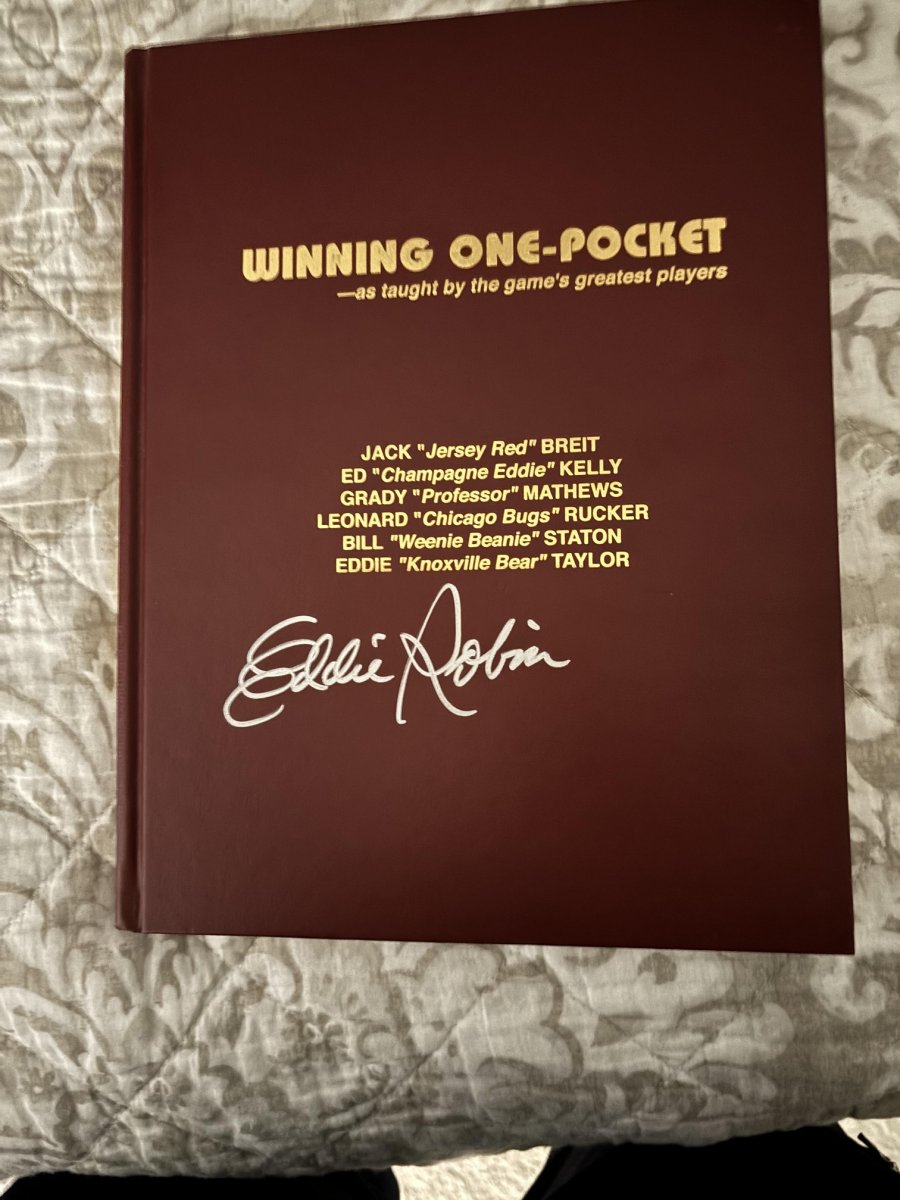 WINNING ONE-POCKET
—as taught by the game's greatest players
JACK "Jersey Red" BREIT
ED "Champagne Eddie" KELLY
GRADY "Professor" MATHEWS
LEONARD "Chicago Bugs" RUCKER
BILL "Weenie Beanie" STATON
EDDIE "Knoxville Bear" TAYLOR
Eddie Robin